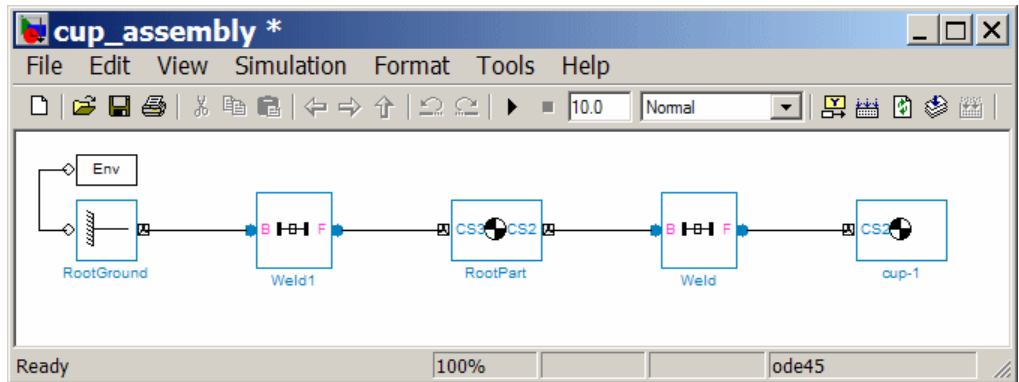 cup_assembly *
File Edit View Simulation Format Tools Help
10.0 Normal
Env
B F CS3 CS2 B F CS2
RootGround Weld1 RootPart Weld cup-1
Ready 100% ode45